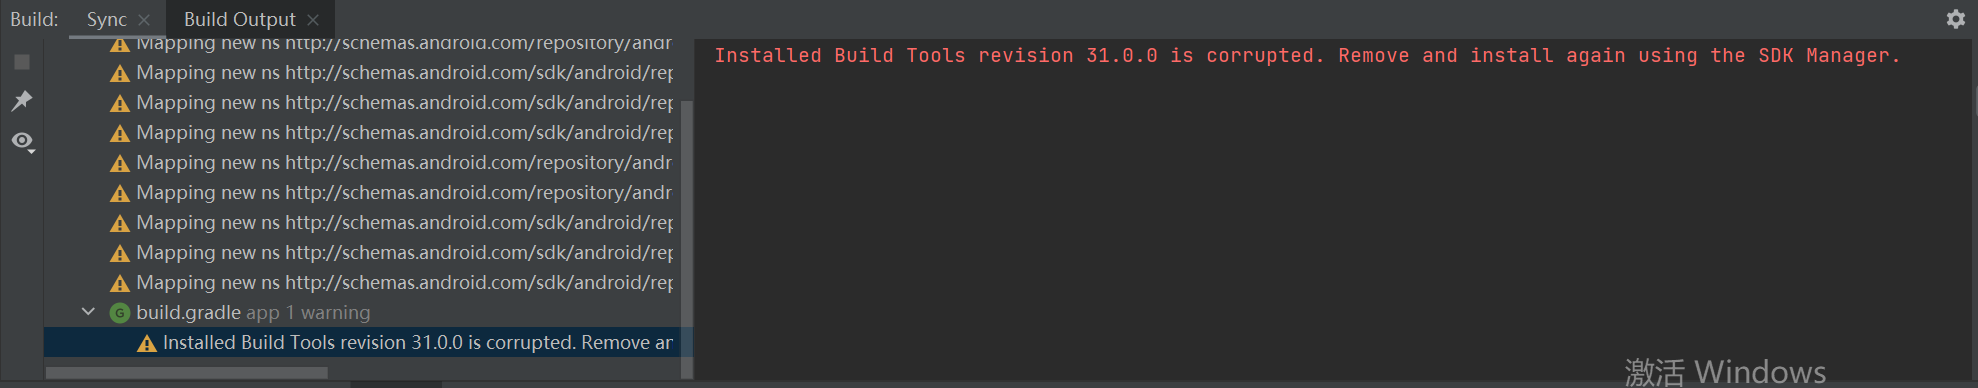 Build: Sync Build Output
Mapping new ns http://schemas.android.com/repository/andr
Mapping new ns http://schemas.android.com/sdk/android/rep
Mapping new ns http://schemas.android.com/sdk/android/rep
Mapping new ns http://schemas.android.com/sdk/android/rep
Mapping new ns http://schemas.android.com/repository/andr
Mapping new ns http://schemas.android.com/repository/andr
Mapping new ns http://schemas.android.com/sdk/android/rep
Mapping new ns http://schemas.android.com/sdk/android/rep
Mapping new ns http://schemas.android.com/sdk/android/rep
build.gradle app 1 warning
Installed Build Tools revision 31.0.0 is corrupted. Remove an
Installed Build Tools revision 31.0.0 is corrupted. Remove and install again using the SDK Manager.
激活 Windows